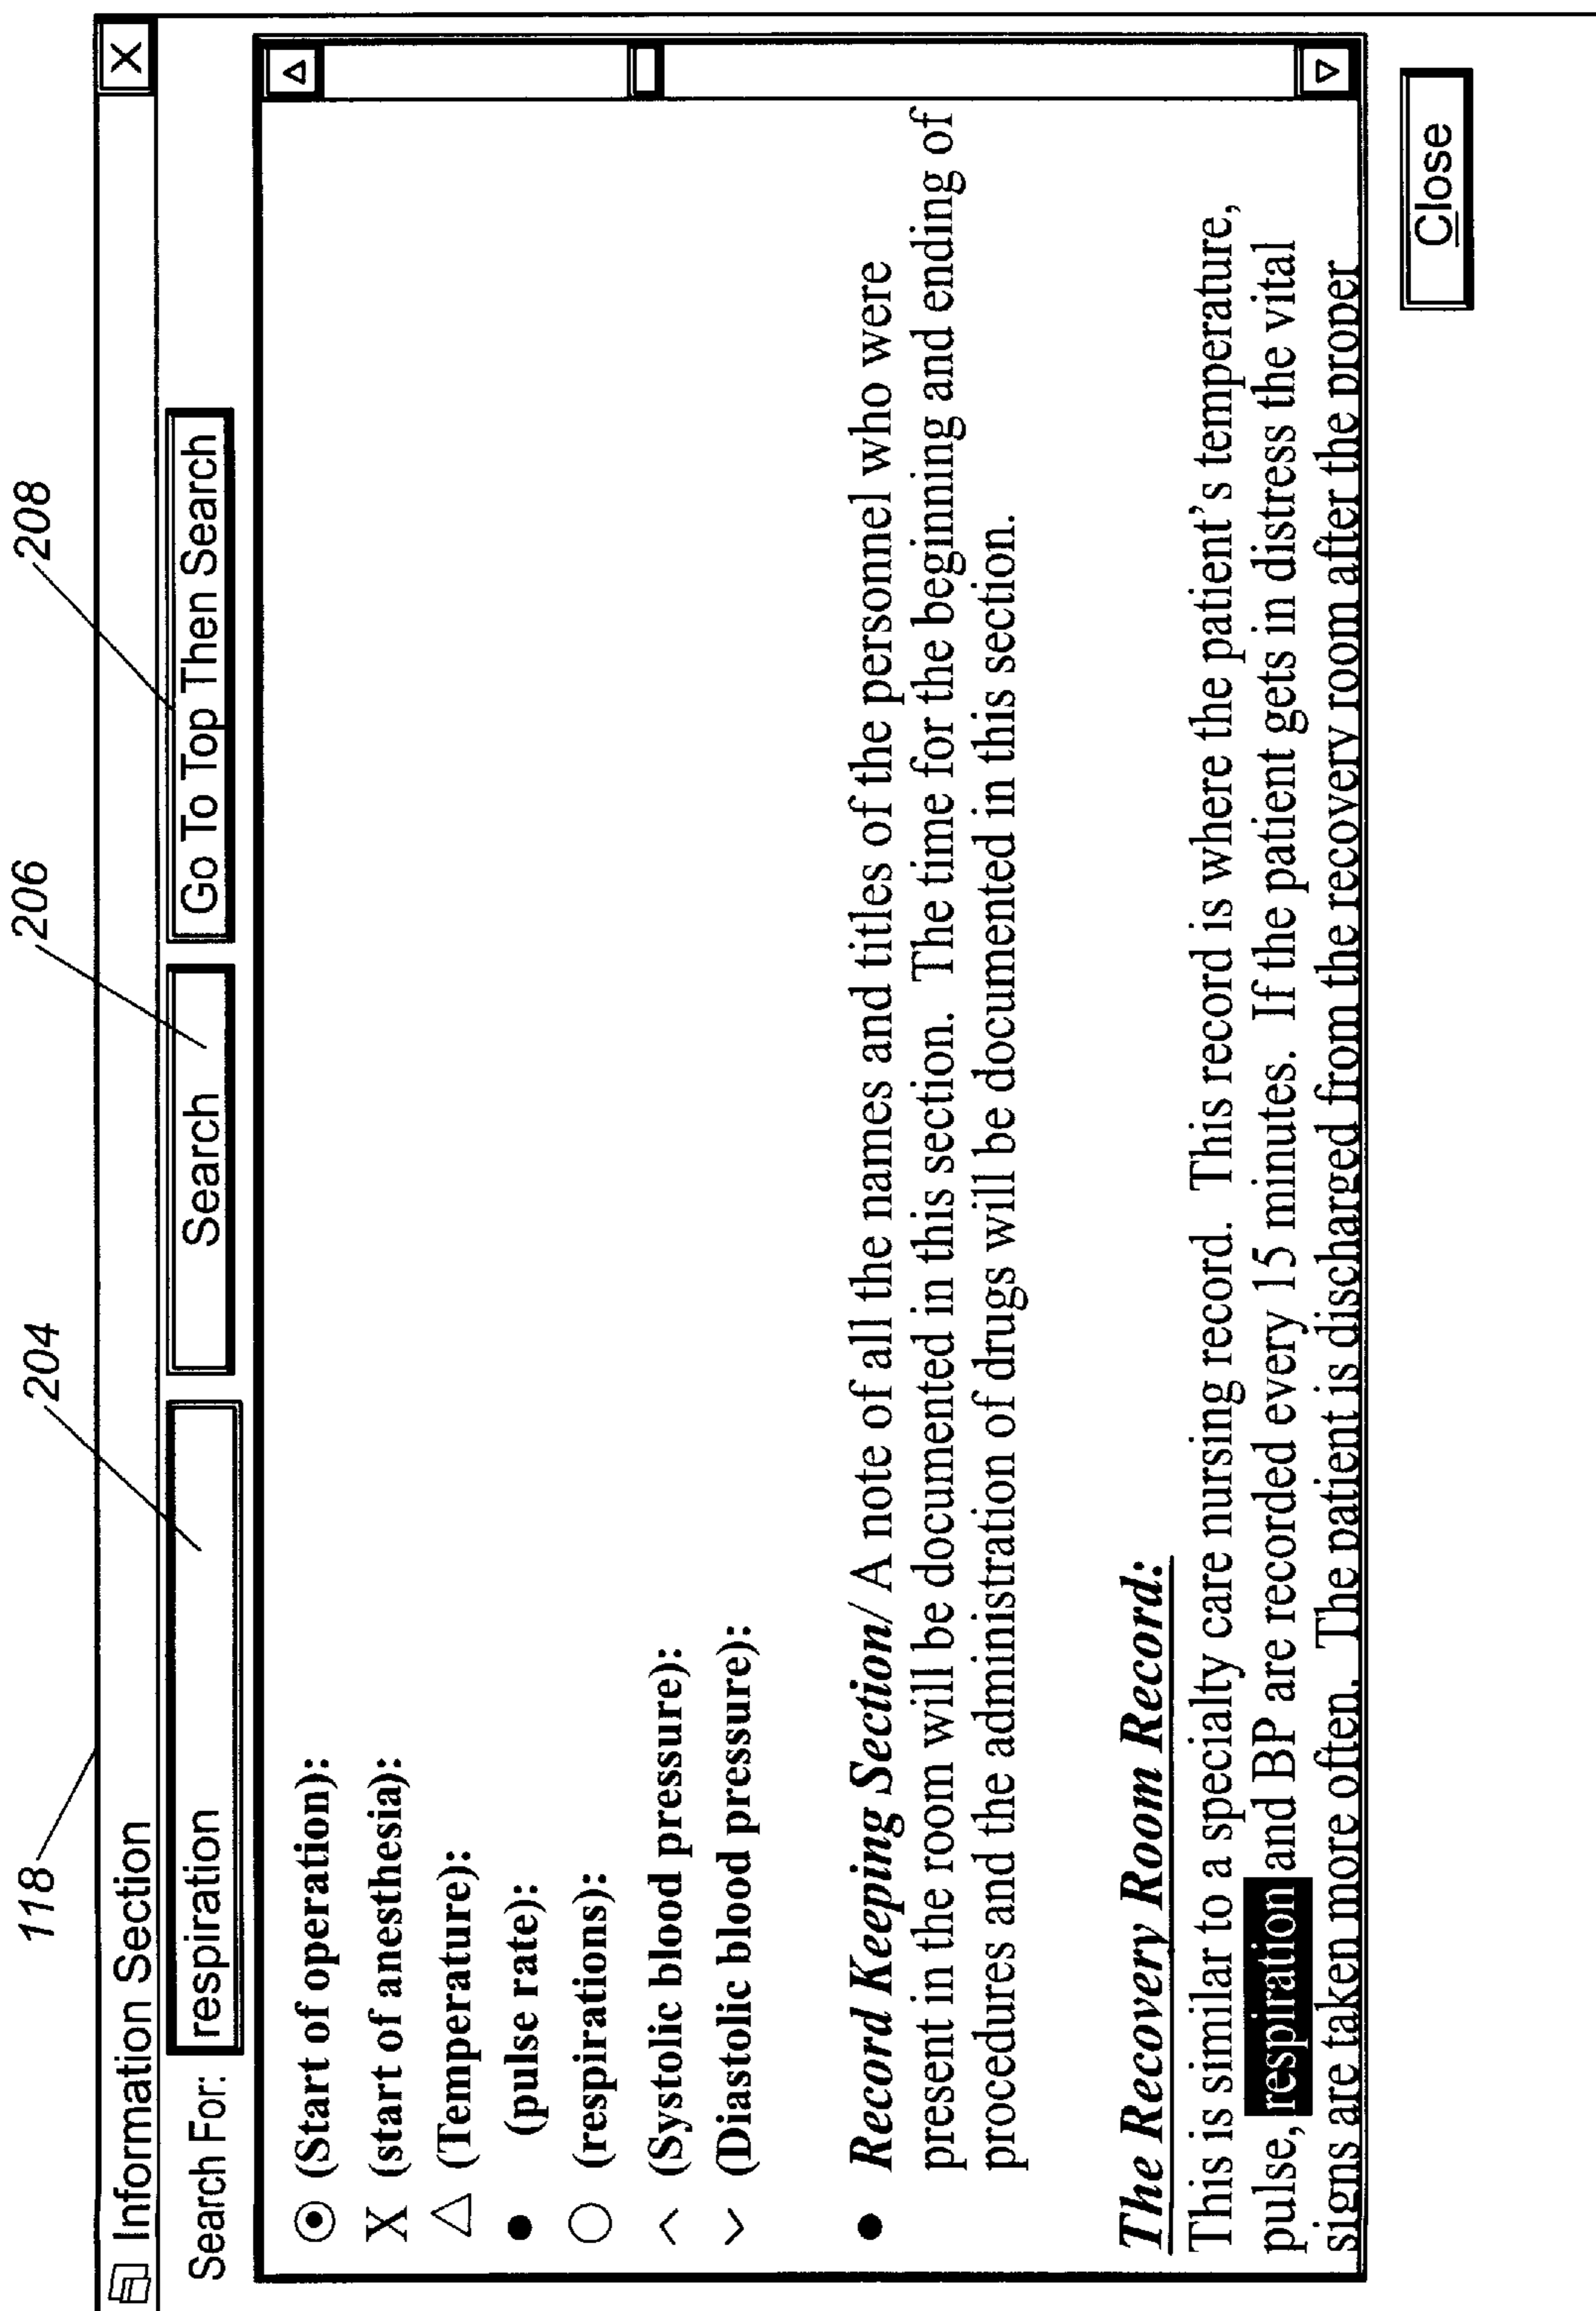 118
204
206
208
Information Section
X
Search For:
respiration
Search
Go To Top Then Search
⊙ (Start of operation):
X (start of anesthesia):
△ (Temperature):
● (pulse rate):
○ (respirations):
∧ (Systolic blood pressure):
∨ (Diastolic blood pressure):
● Record Keeping Section/ A note of all the names and titles of the personnel who were
present in the room will be documented in this section. The time for the beginning and ending of
procedures and the administration of drugs will be documented in this section.
The Recovery Room Record:
This is similar to a specialty care nursing record. This record is where the patient's temperature,
pulse, respiration and BP are recorded every 15 minutes. If the patient gets in distress the vital
signs are taken more often. The patient is discharged from the recovery room after the proper
Close